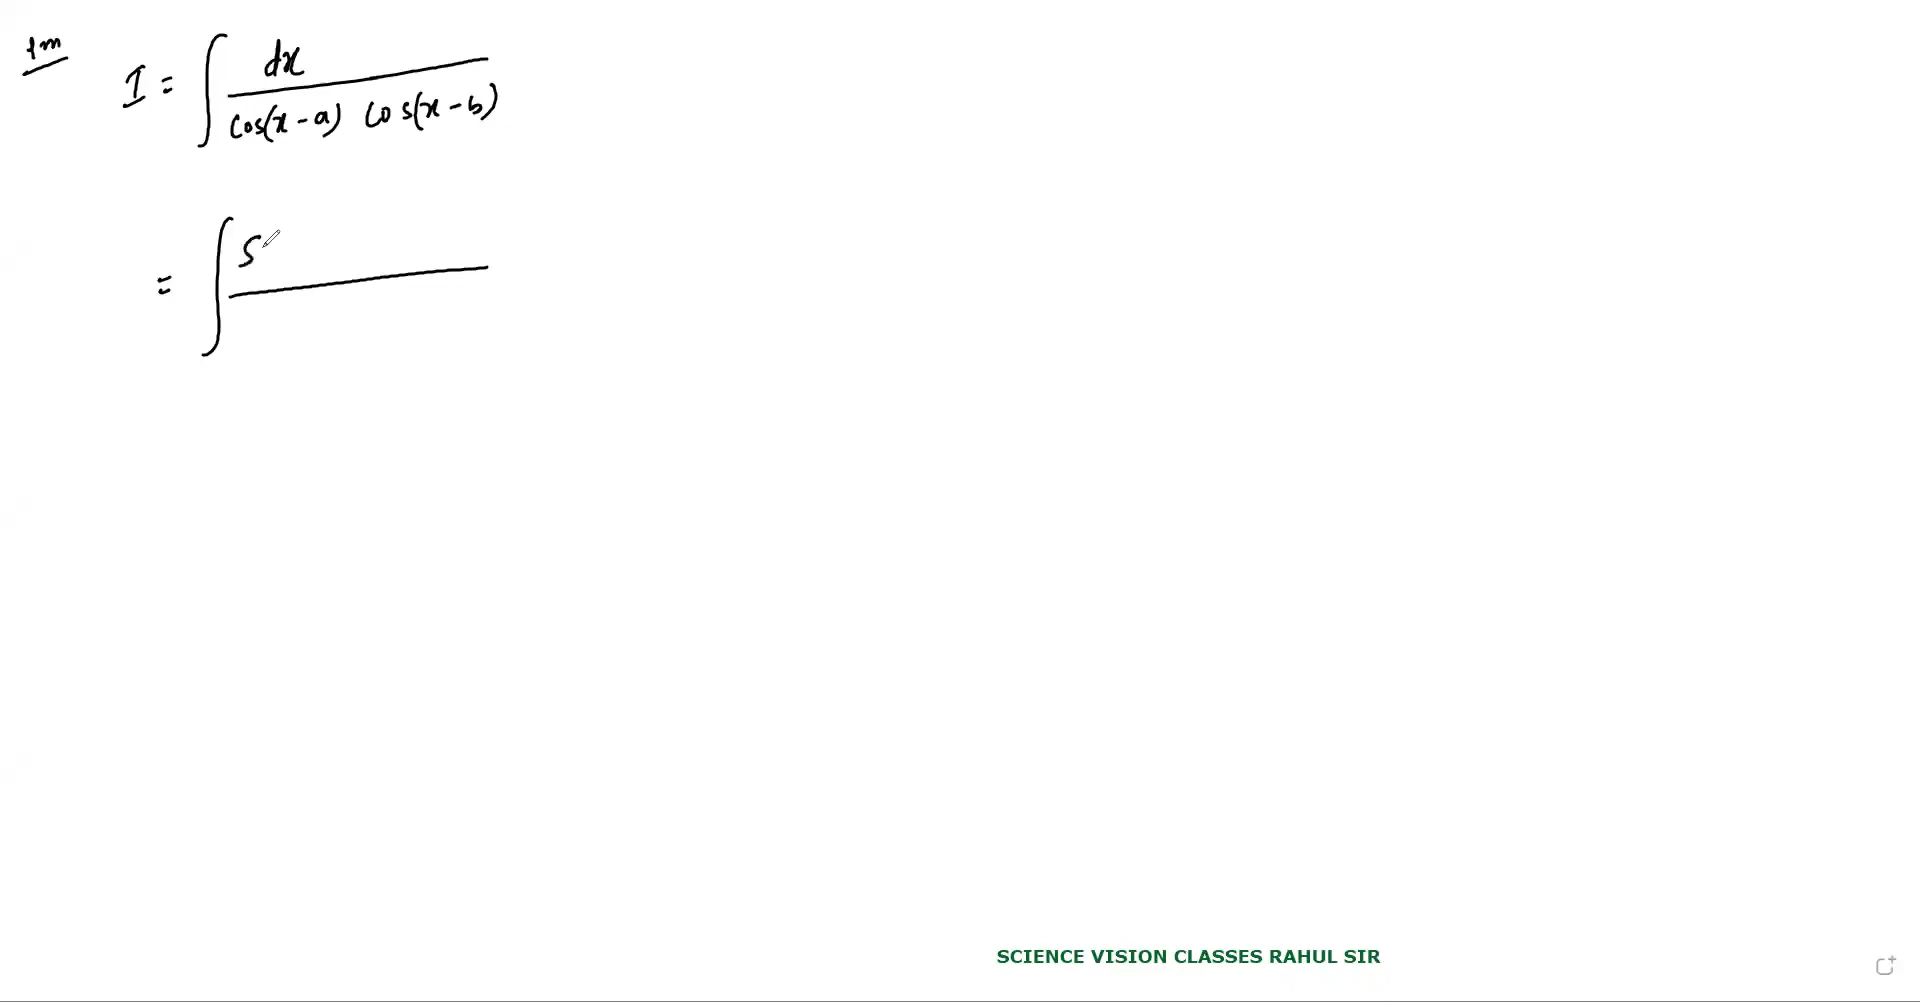 1m
I = ∫ dx / cos(x - a) cos(x - b)
= ∫ s
SCIENCE VISION CLASSES RAHUL SIR